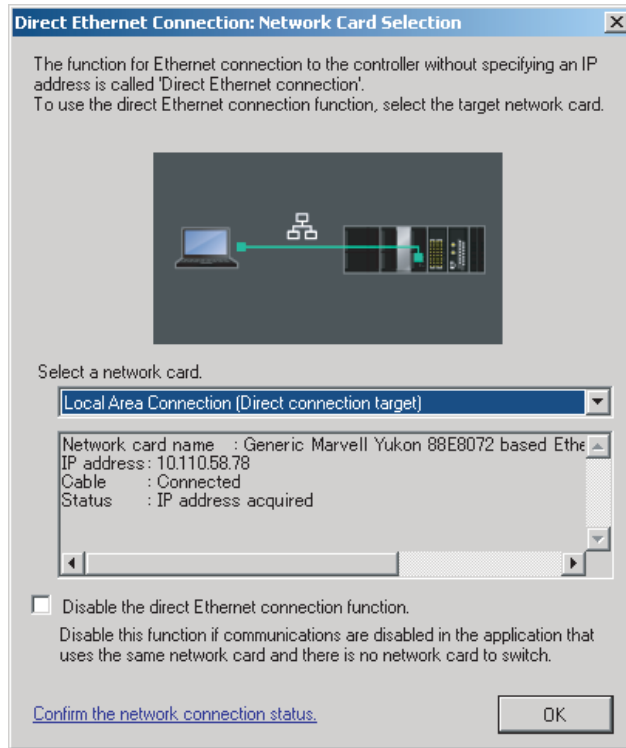 Direct Ethernet Connection: Network Card Selection
The function for Ethernet connection to the controller without specifying an IP
address is called 'Direct Ethernet connection'.
To use the direct Ethernet connection function, select the target network card.
Select a network card.
Local Area Connection (Direct connection target)
Network card name : Generic Marvell Yukon 88E8072 based Ethe
IP address : 10.110.58.78
Cable : Connected
Status : IP address acquired
Disable the direct Ethernet connection function.
Disable this function if communications are disabled in the application that
uses the same network card and there is no network card to switch.
Confirm the network connection status.
OK